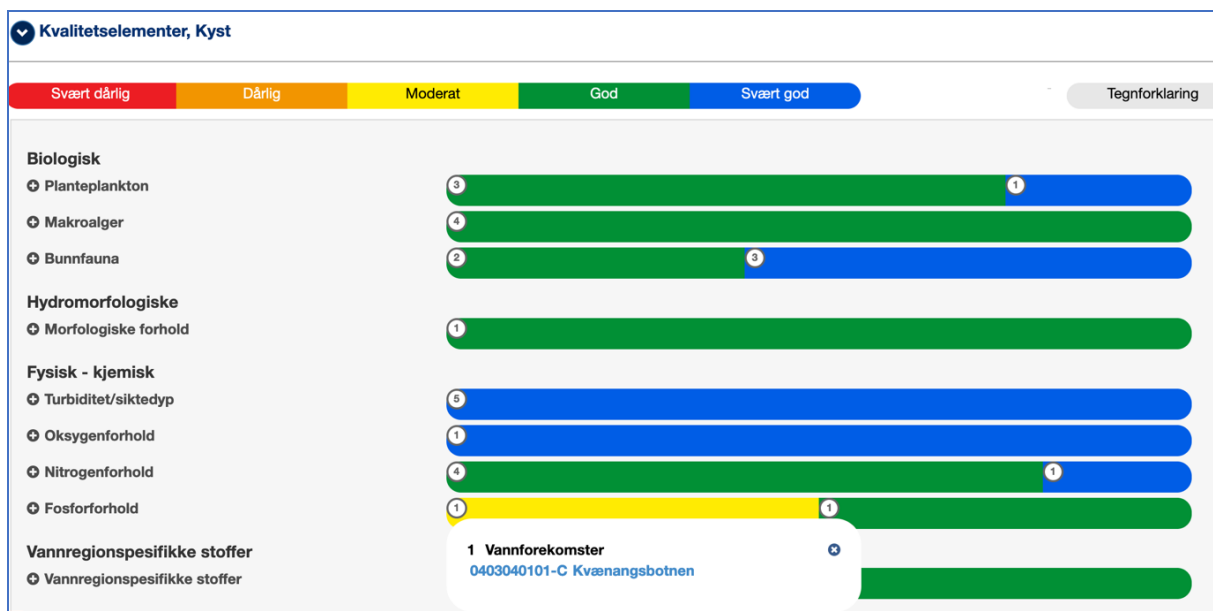 Kvalitetselementer, Kyst
Svært dårlig Dårlig Moderat God Svært god Tegnforklaring
Biologisk
Planteplankton 3 1
Makroalger 4
Bunnfauna 2 3
Hydromorfologiske
Morfologiske forhold 1
Fysisk - kjemisk
Turbiditet/siktedyp 5
Oksygenforhold 1
Nitrogenforhold 4 1
Fosforforhold 1 1
1 Vannforekomster
0403040101-C Kvænangsbotnen
Vannregionspesifikke stoffer
Vannregionspesifikke stoffer